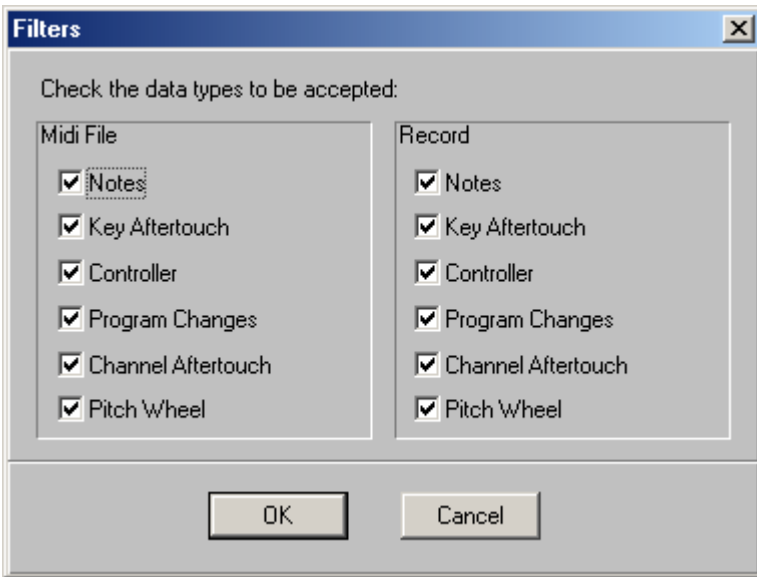 Filters
Check the data types to be accepted:
Midi File
Notes
Key Aftertouch
Controller
Program Changes
Channel Aftertouch
Pitch Wheel
Record
Notes
Key Aftertouch
Controller
Program Changes
Channel Aftertouch
Pitch Wheel
OK
Cancel